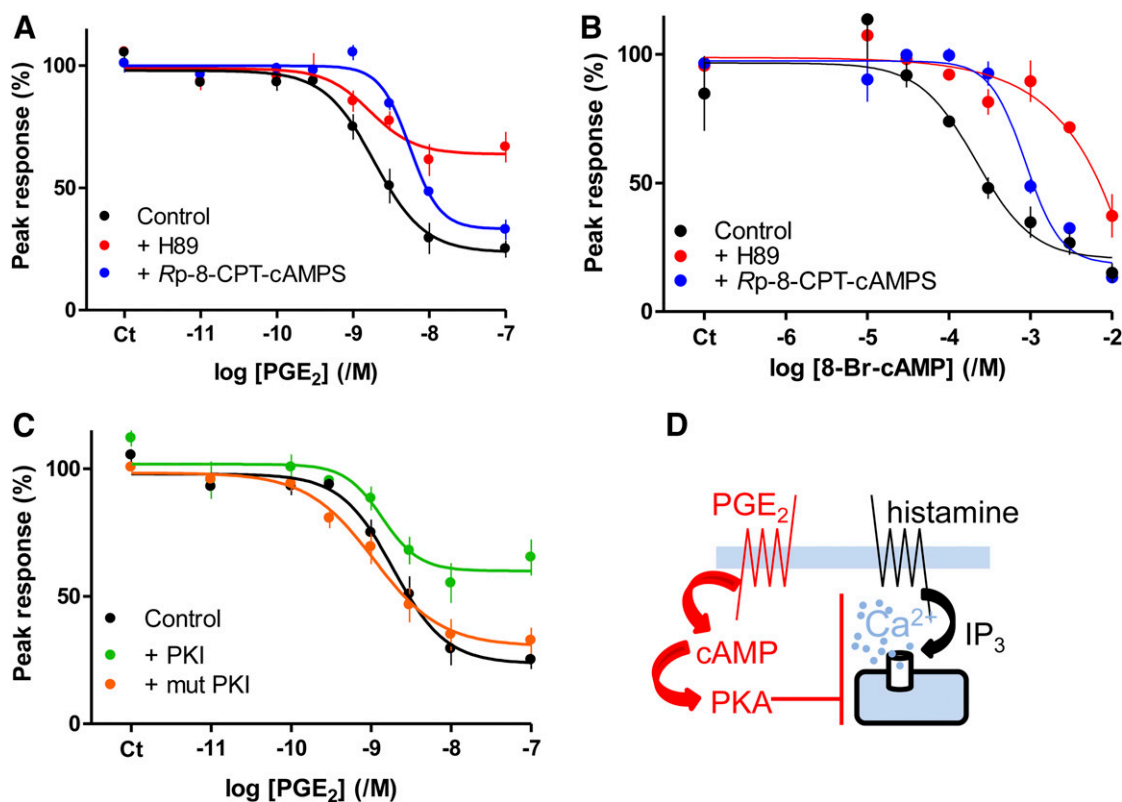 A
Peak response (%)
100
50
0
Control
+ H89
+ Rp-8-CPT-cAMPS
Ct
-11
-10
-9
-8
-7
log [PGE₂] (/M)
B
Peak response (%)
100
50
0
Control
+ H89
+ Rp-8-CPT-cAMPS
Ct
-6
-5
-4
-3
-2
log [8-Br-cAMP] (/M)
C
Peak response (%)
100
50
0
Control
+ PKI
+ mut PKI
Ct
-11
-10
-9
-8
-7
log [PGE₂] (/M)
D
PGE₂
histamine
Ca²⁺
IP₃
cAMP
PKA